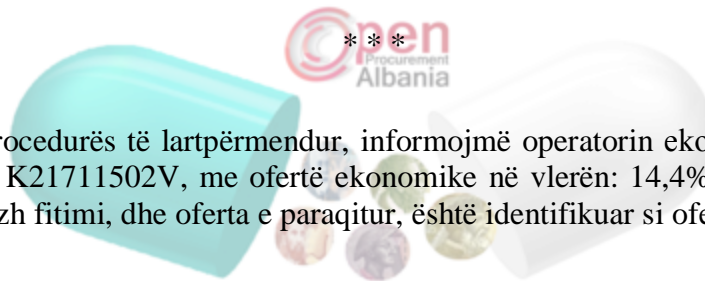 * * *
Open
Procurement
Albania
rocedurës të lartpërmendur, informojmë operatorin eko
K21711502V, me ofertë ekonomike në vlerën: 14,4%
zh fitimi, dhe oferta e paraqitur, është identifikuar si ofe